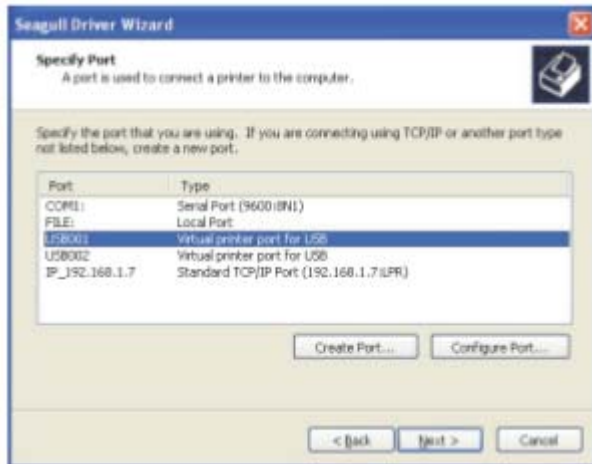 Seagull Driver Wizard
Specify Port
A port is used to connect a printer to the computer.
Specify the port that you are using. If you are connecting using TCP/IP or another port type
not listed below, create a new port.
Port Type
COM1: Serial Port (9600:8N1)
FILE: Local Port
USB001 Virtual printer port for USB
USB002 Virtual printer port for USB
IP_192.168.1.7 Standard TCP/IP Port (192.168.1.7:LPR)
Create Port... Configure Port...
< Back Next > Cancel